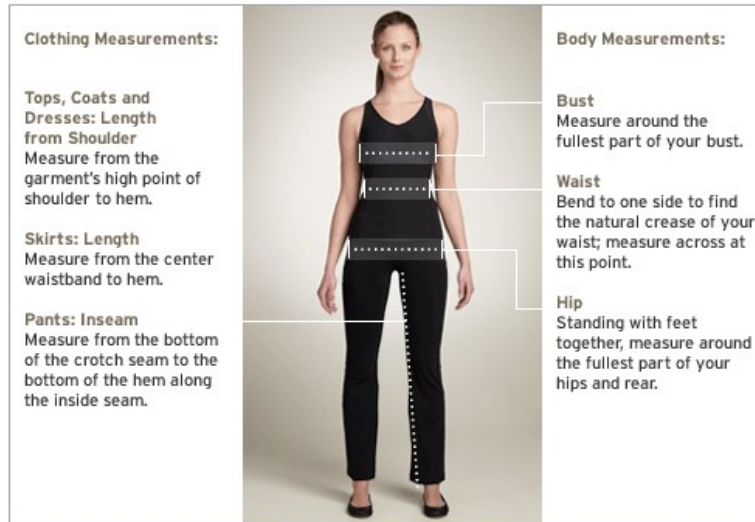 Clothing Measurements:
Tops, Coats and
Dresses: Length
from Shoulder
Measure from the
garment's high point of
shoulder to hem.
Skirts: Length
Measure from the center
waistband to hem.
Pants: Inseam
Measure from the bottom
of the crotch seam to the
bottom of the hem along
the inside seam.
Body Measurements:
Bust
Measure around the
fullest part of your bust.
Waist
Bend to one side to find
the natural crease of your
waist; measure across at
this point.
Hip
Standing with feet
together, measure around
the fullest part of your
hips and rear.